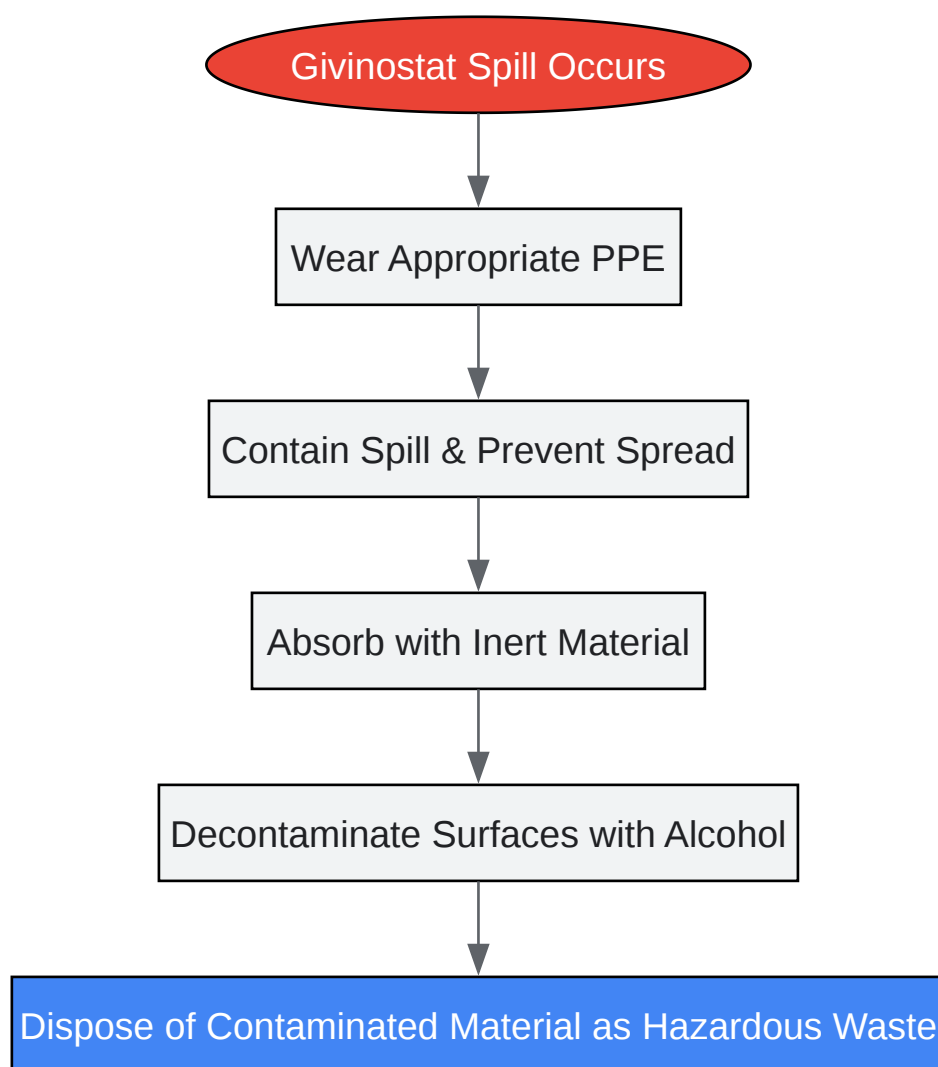 Givinostat Spill Occurs
Wear Appropriate PPE
Contain Spill & Prevent Spread
Absorb with Inert Material
Decontaminate Surfaces with Alcohol
Dispose of Contaminated Material as Hazardous Waste